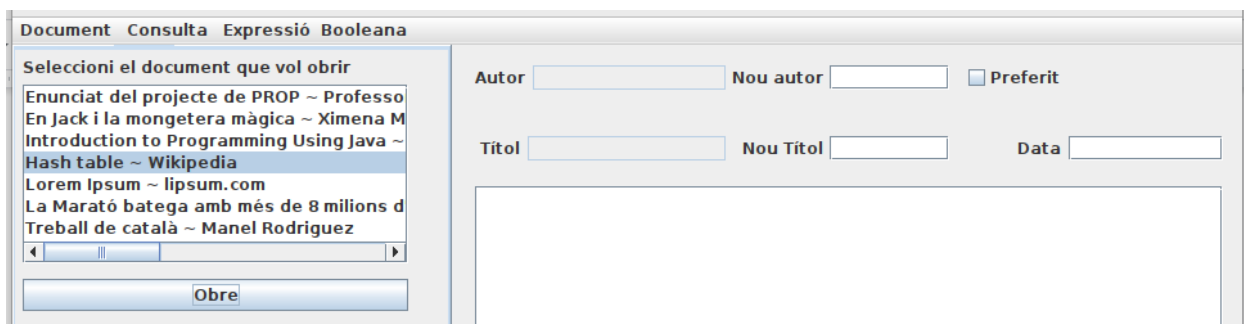 Document Consulta Expressió Booleana
Seleccioni el document que vol obrir
Enunciat del projecte de PROP ~ Professo
En Jack i la mongetera màgica ~ Ximena M
Introduction to Programming Using Java ~
Hash table ~ Wikipedia
Lorem Ipsum ~ lipsum.com
La Marató batega amb més de 8 milions d
Treball de català ~ Manel Rodriguez
Obre
Autor Nou autor Preferit
Títol Nou Títol Data